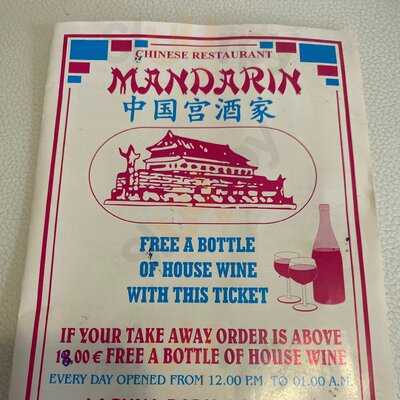 CHINESE RESTAURANT
MANDARIN
中国宫酒家
FREE A BOTTLE
OF HOUSE WINE
WITH THIS TICKET
IF YOUR TAKE AWAY ORDER IS ABOVE
18.00 € FREE A BOTTLE OF HOUSE WINE
EVERY DAY OPENED FROM 12.00 P.M TO 01.00 A.M.